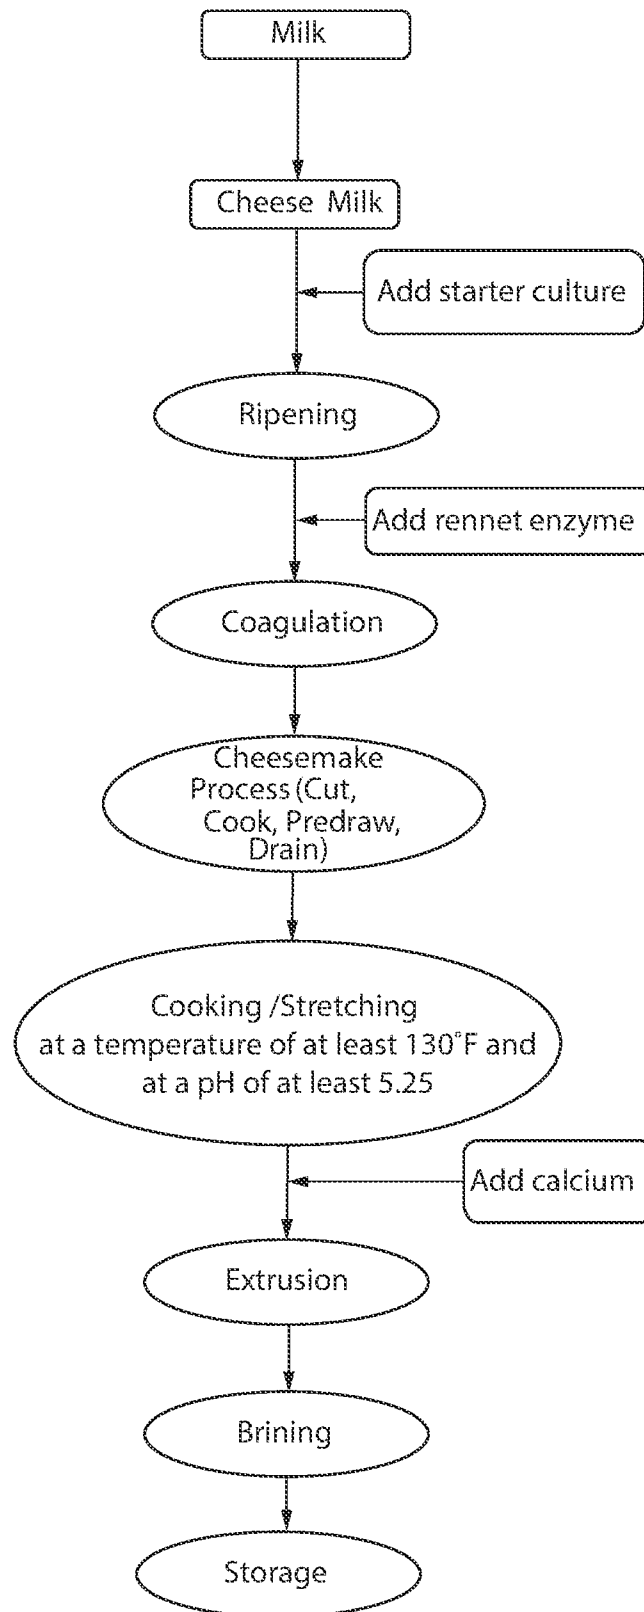 Milk
Cheese Milk
Add starter culture
Ripening
Add rennet enzyme
Coagulation
Cheesemake
Process (Cut,
Cook, Predraw,
Drain)
Cooking /Stretching
at a temperature of at least 130°F and
at a pH of at least 5.25
Add calcium
Extrusion
Brining
Storage